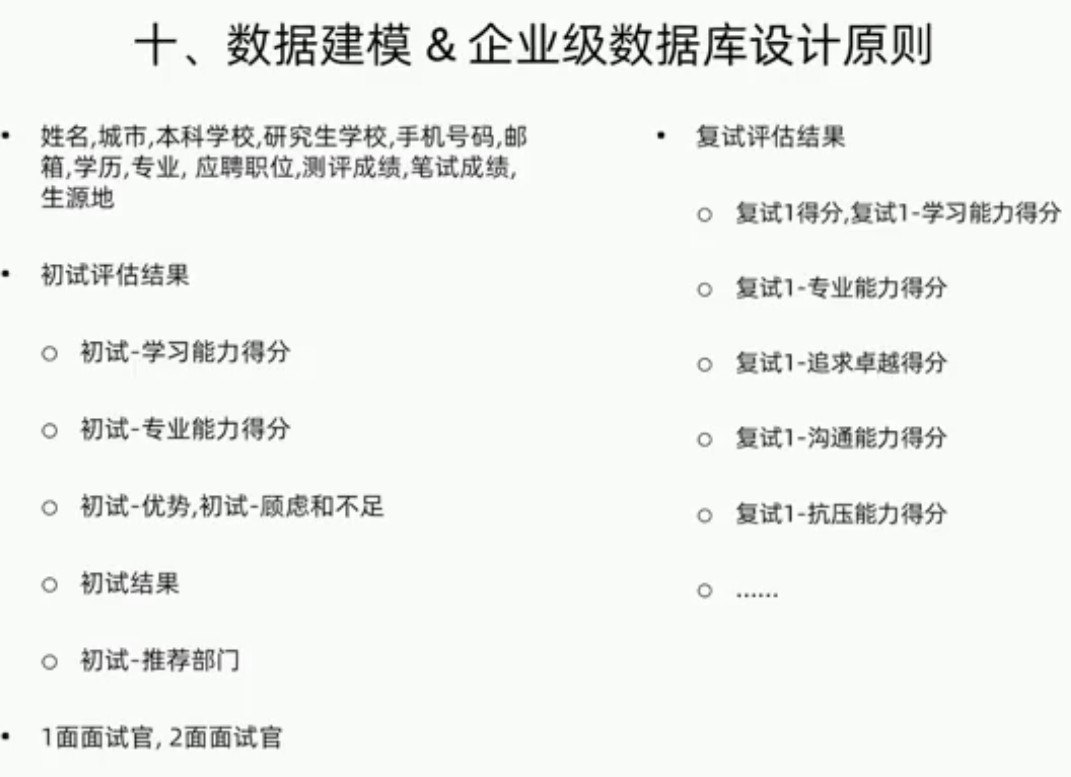 十、数据建模 & 企业级数据库设计原则
• 姓名,城市,本科学校,研究生学校,手机号码,邮
箱,学历,专业, 应聘职位,测评成绩,笔试成绩,
生源地
• 初试评估结果
○ 初试-学习能力得分
○ 初试-专业能力得分
○ 初试-优势,初试-顾虑和不足
○ 初试结果
○ 初试-推荐部门
• 1面面试官, 2面面试官
• 复试评估结果
○ 复试1得分,复试1-学习能力得分
○ 复试1-专业能力得分
○ 复试1-追求卓越得分
○ 复试1-沟通能力得分
○ 复试1-抗压能力得分
○ ......